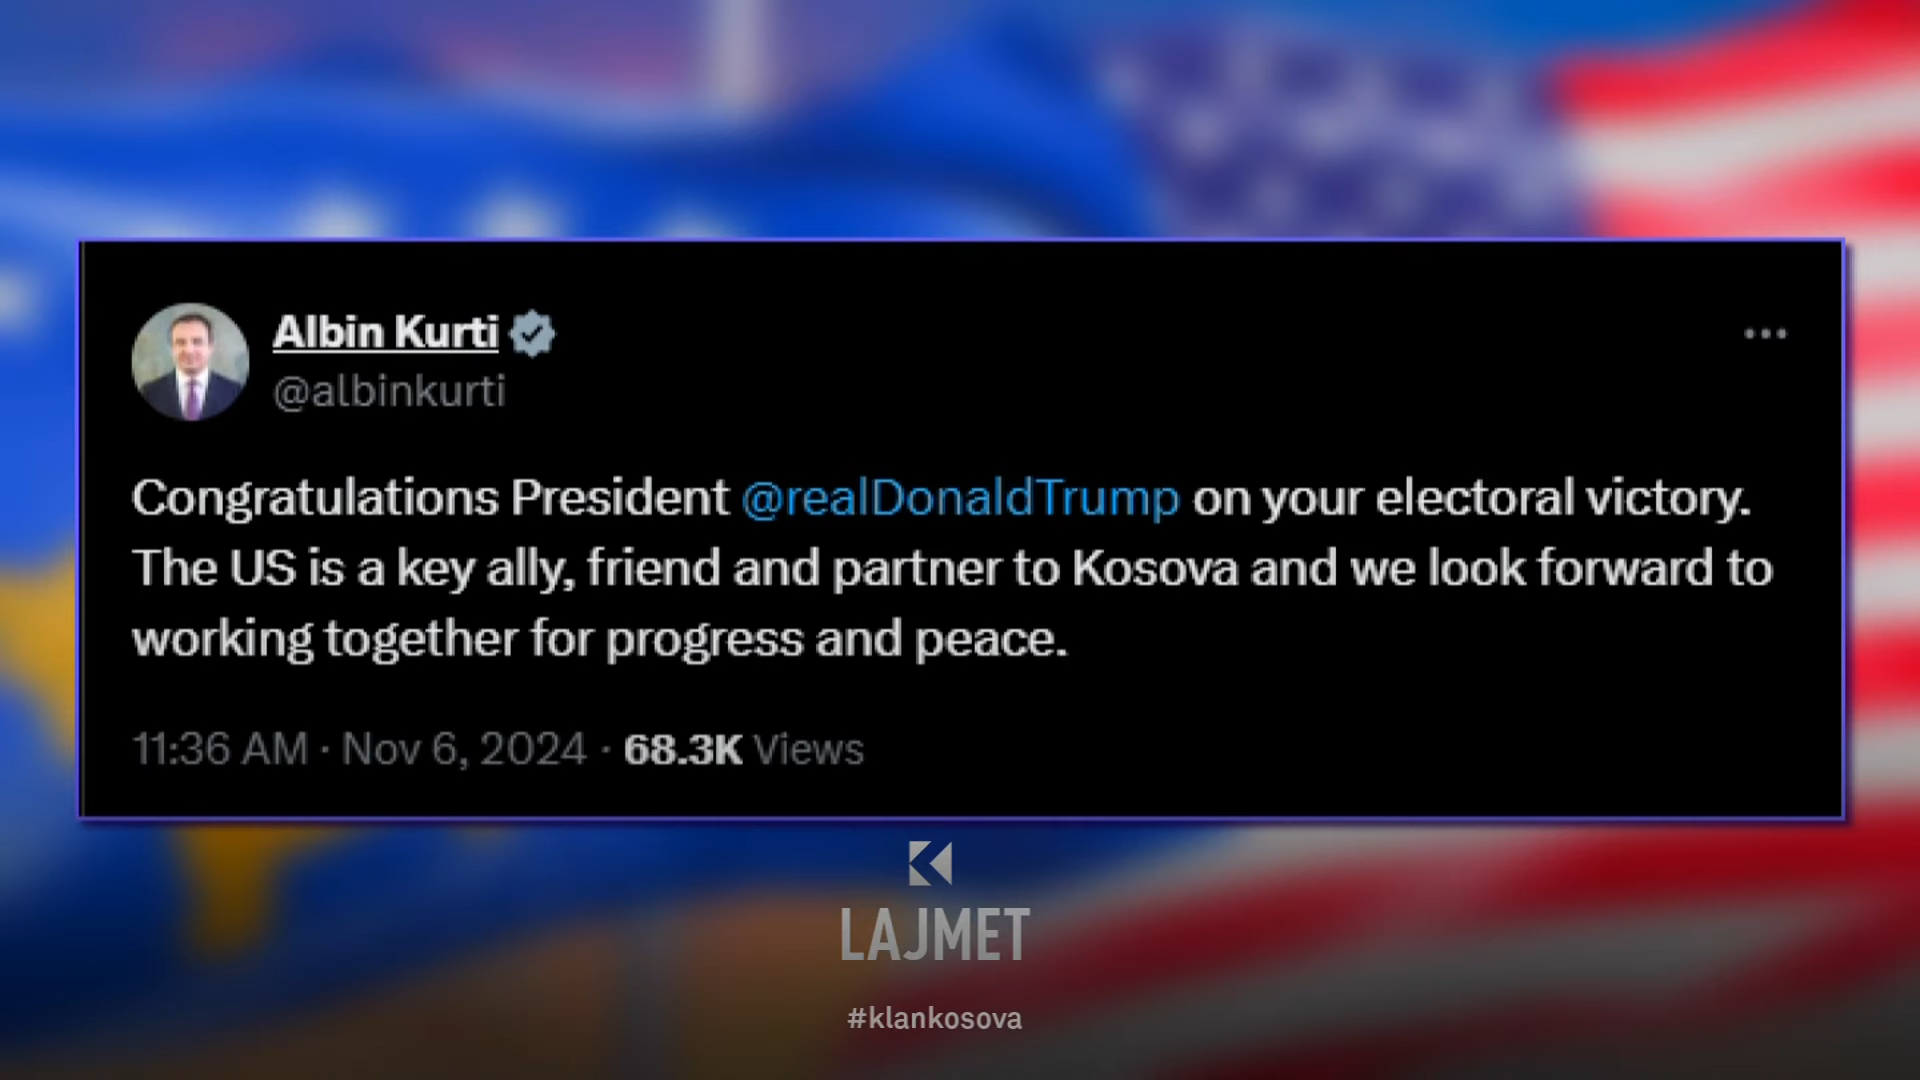 Albin Kurti
@albinkurti
Congratulations President @realDonaldTrump on your electoral victory.
The US is a key ally, friend and partner to Kosova and we look forward to
working together for progress and peace.
11:36 AM · Nov 6, 2024 · 68.3K Views
LAJMET
#klankosova